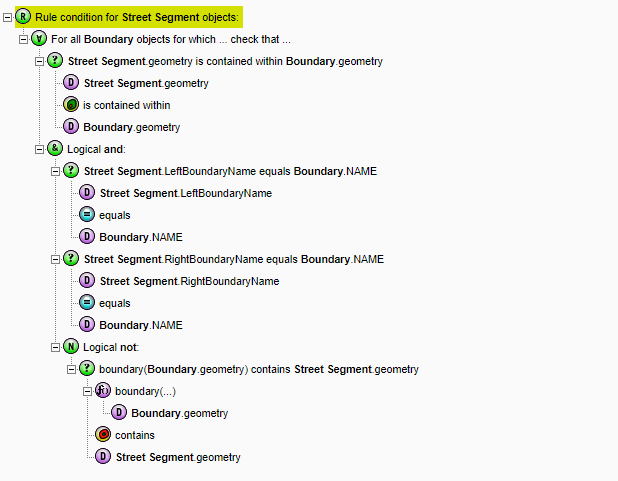 R Rule condition for Street Segment objects:
∀ For all Boundary objects for which ... check that ...
? Street Segment.geometry is contained within Boundary.geometry
D Street Segment.geometry
is contained within
D Boundary.geometry
& Logical and:
? Street Segment.LeftBoundaryName equals Boundary.NAME
D Street Segment.LeftBoundaryName
= equals
D Boundary.NAME
? Street Segment.RightBoundaryName equals Boundary.NAME
D Street Segment.RightBoundaryName
= equals
D Boundary.NAME
N Logical not:
? boundary(Boundary.geometry) contains Street Segment.geometry
f() boundary(...)
D Boundary.geometry
contains
D Street Segment.geometry